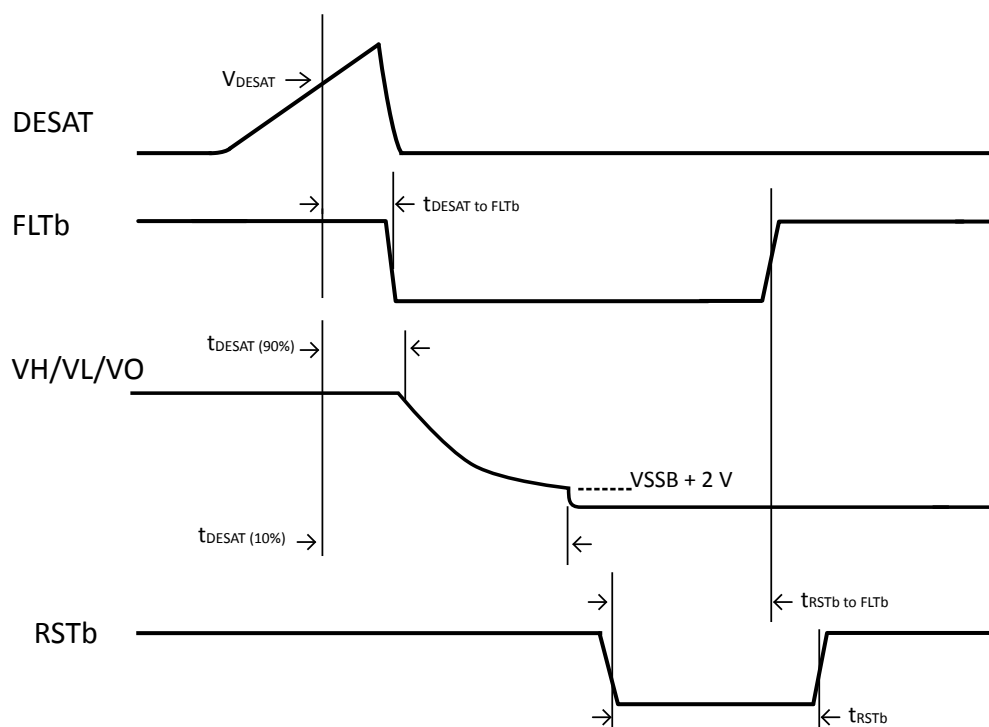 VDESAT
DESAT
tDESAT to FLTb
FLTb
tDESAT (90%)
VH/VL/VO
VSSB + 2 V
tDESAT (10%)
tRSTb to FLTb
RSTb
tRSTb